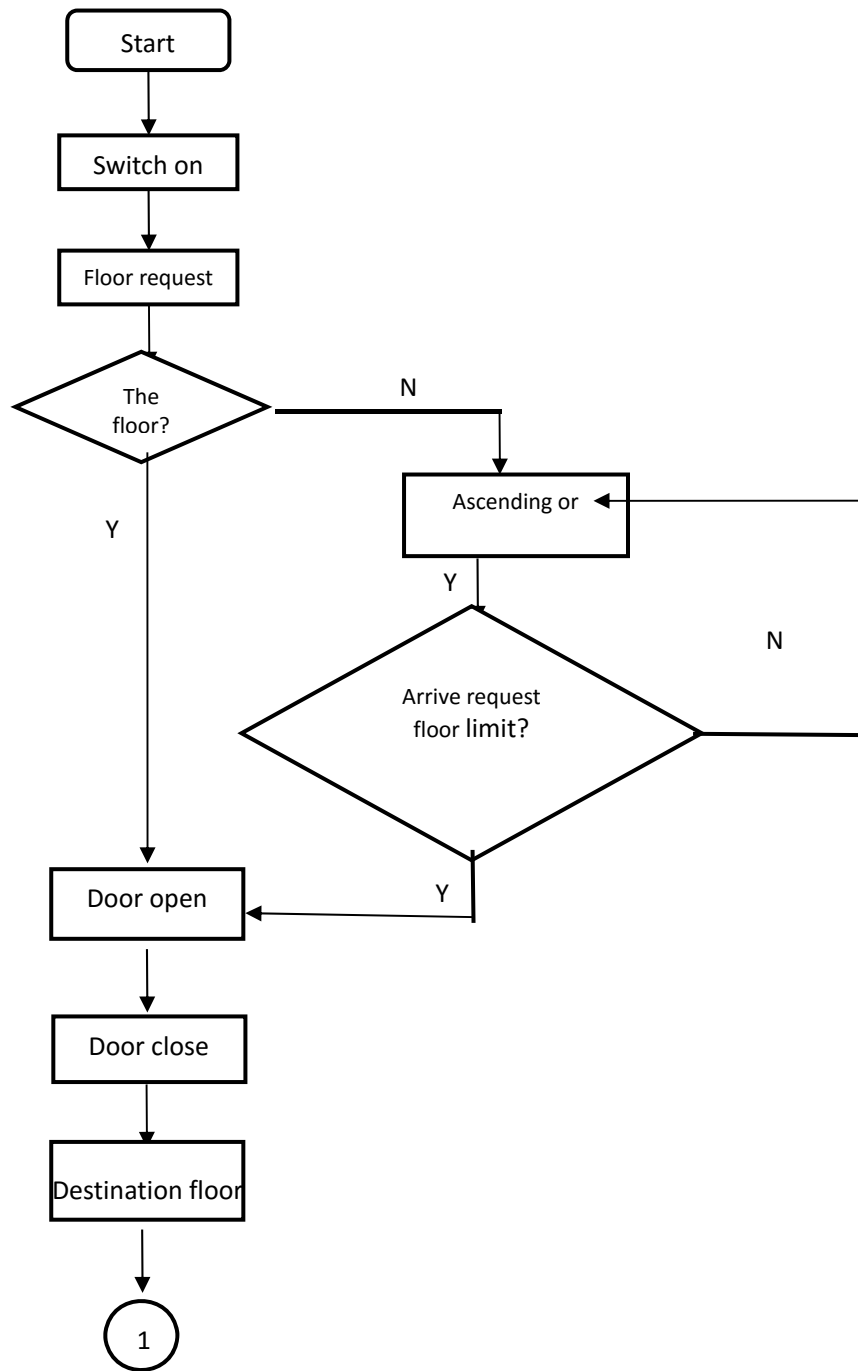 Start
Switch on
Floor request
The
floor?
N
Y
Ascending or
Y
N
Arrive request
floor limit?
Door open
Y
Door close
Destination floor
1